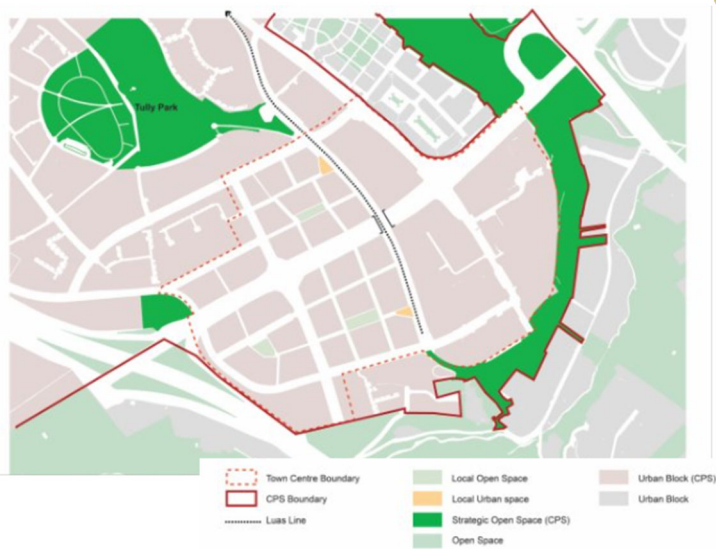 Tully Park
Town Centre Boundary
CPS Boundary
Luas Line
Local Open Space
Local Urban space
Strategic Open Space (CPS)
Open Space
Urban Block (CPS)
Urban Block